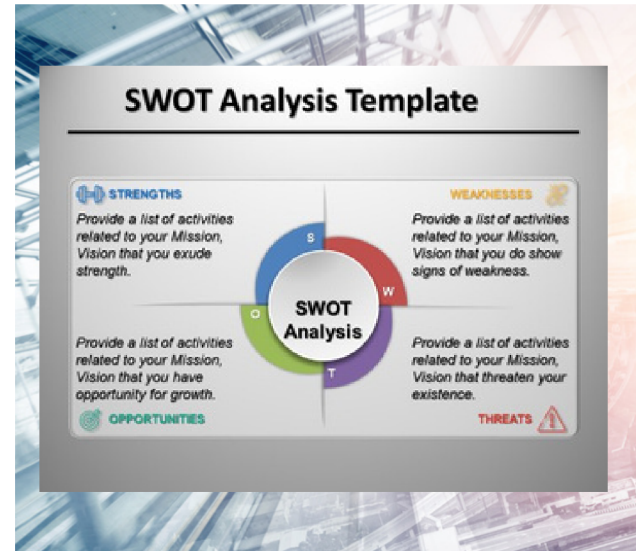 SWOT Analysis Template
STRENGTHS
Provide a list of activities
related to your Mission,
Vision that you exude
strength.
WEAKNESSES
Provide a list of activities
related to your Mission,
Vision that you do show
signs of weakness.
S
W
O
T
SWOT
Analysis
Provide a list of activities
related to your Mission,
Vision that you have
opportunity for growth.
OPPORTUNITIES
Provide a list of activities
related to your Mission,
Vision that threaten your
existence.
THREATS